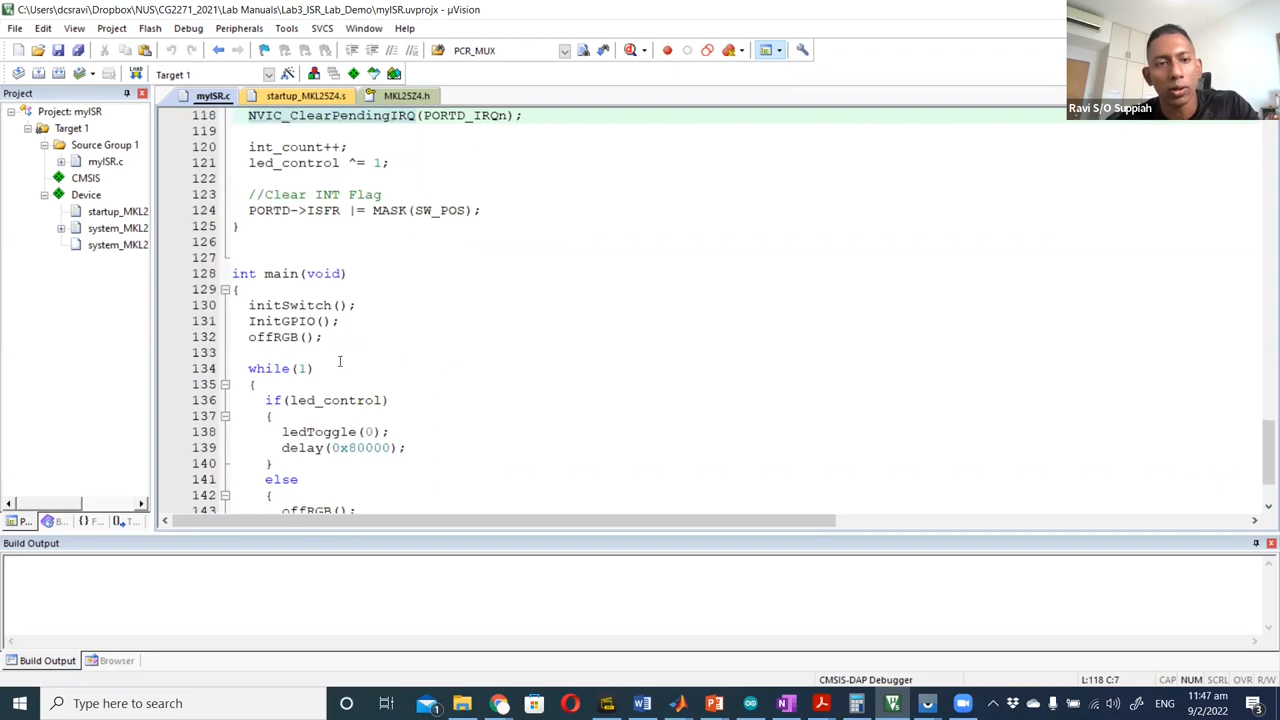 C:\Users\dcsravi\Dropbox\NUS\CG2271_2021\Lab Manuals\Lab3_ISR_Lab_Demo\myISR.uvprojx - µVision
File Edit View Project Flash Debug Peripherals Tools SVCS Window Help
PCR_MUX
LOAD
Target 1
Project
Project: myISR
Target 1
Source Group 1
myISR.c
CMSIS
Device
startup_MKL2
system_MKL2
system_MKL2
P... B... {} F... T...
myISR.c startup_MKL25Z4.s MKL25Z4.h
118 NVIC_ClearPendingIRQ(PORTD_IRQn);
119
120 int_count++;
121 led_control ^= 1;
122
123 //Clear INT Flag
124 PORTD->ISFR |= MASK(SW_POS);
125 }
126
127
128 int main(void)
129 {
130 initSwitch();
131 InitGPIO();
132 offRGB();
133
134 while(1)
135 {
136 if(led_control)
137 {
138 ledToggle(0);
139 delay(0x80000);
140 }
141 else
142 {
143 offRGB();
Ravi S/O Suppiah
Build Output
Build Output Browser
CMSIS-DAP Debugger L:118 C:7 CAP NUM SCRL OVR R/W
Type here to search
ENG
11:47 am
9/2/2022
3